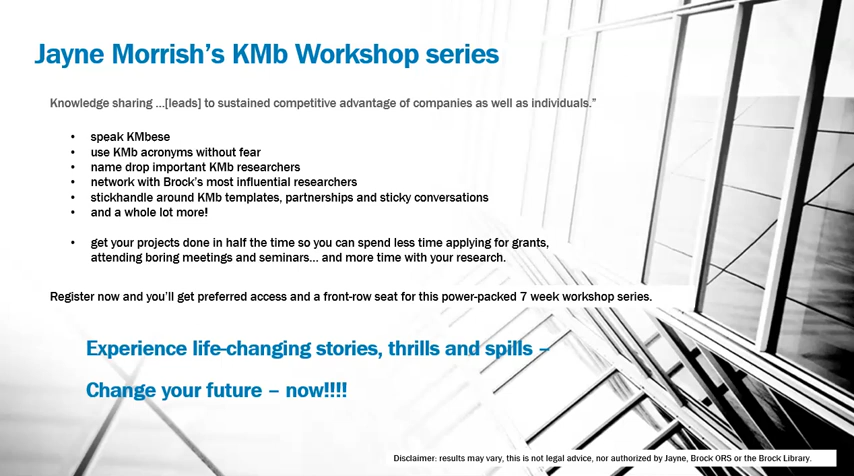 Jayne Morrish’s KMb Workshop series
Knowledge sharing ...[leads] to sustained competitive advantage of companies as well as individuals.”
• speak KMbese
• use KMb acronyms without fear
• name drop important KMb researchers
• network with Brock’s most influential researchers
• stickhandle around KMb templates, partnerships and sticky conversations
• and a whole lot more!
• get your projects done in half the time so you can spend less time applying for grants,
attending boring meetings and seminars... and more time with your research.
Register now and you’ll get preferred access and a front-row seat for this power-packed 7 week workshop series.
Experience life-changing stories, thrills and spills –
Change your future – now!!!!
Disclaimer: results may vary, this is not legal advice, nor authorized by Jayne, Brock ORS or the Brock Library.